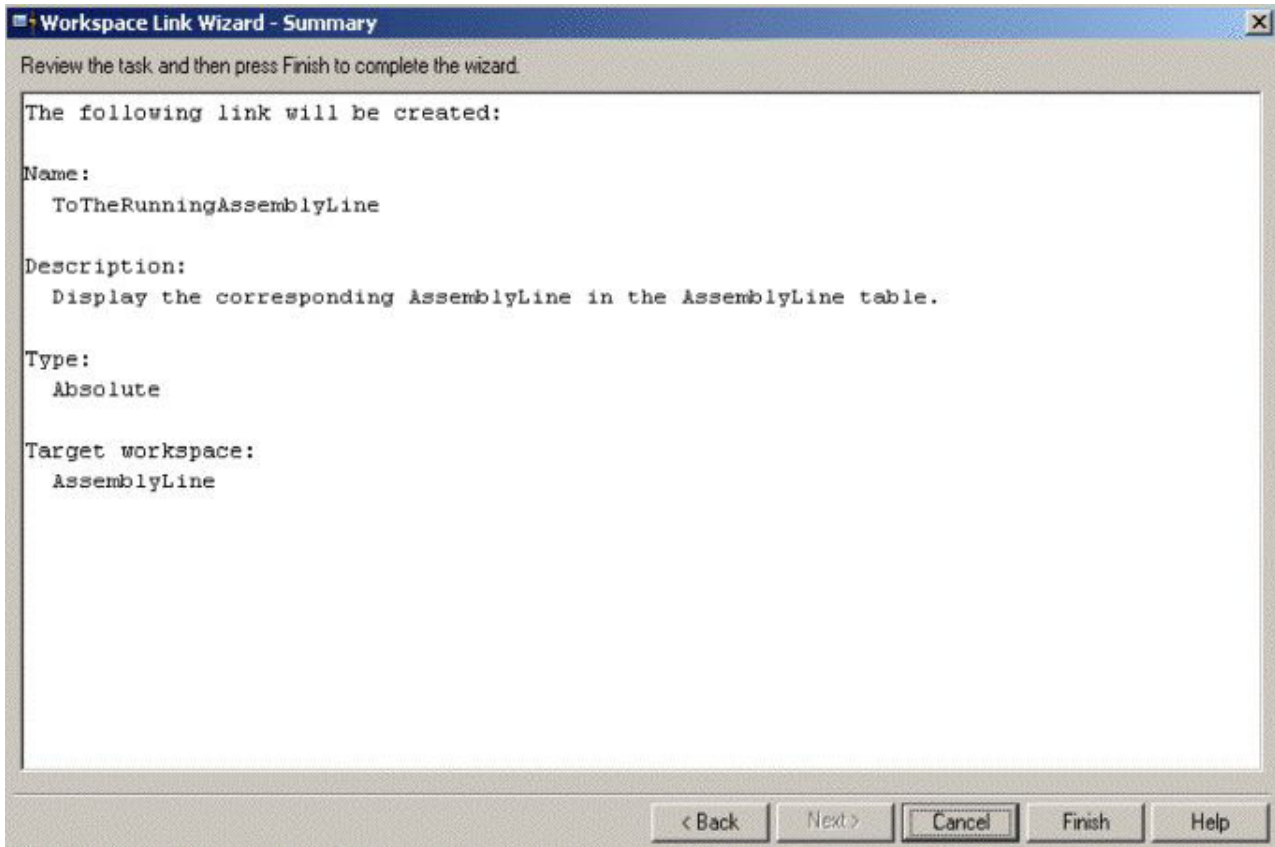 Workspace Link Wizard - Summary
Review the task and then press Finish to complete the wizard.
The following link will be created:
Name:
ToTheRunningAssemblyLine
Description:
Display the corresponding AssemblyLine in the AssemblyLine table.
Type:
Absolute
Target workspace:
AssemblyLine
< Back Next > Cancel Finish Help